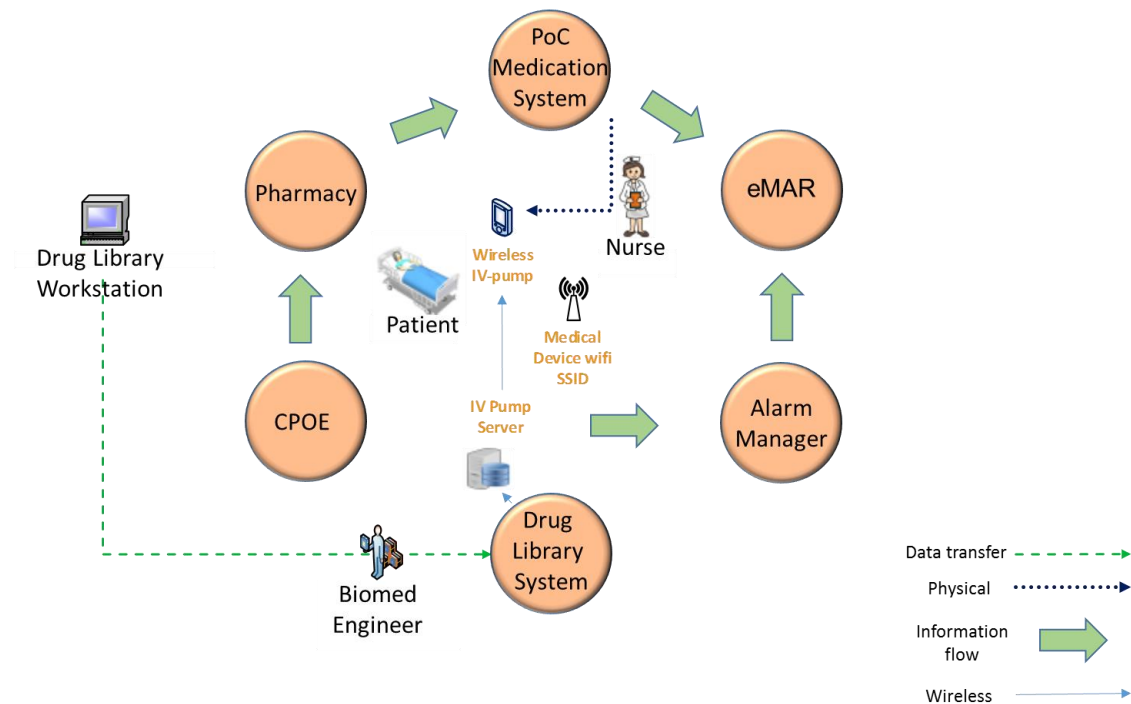 PoC
Medication
System
Pharmacy
eMAR
Nurse
Drug Library
Workstation
Wireless
IV-pump
Patient
Medical
Device wifi
SSID
CPOE
IV Pump
Server
Alarm
Manager
Drug
Library
System
Biomed
Engineer
Data transfer
Physical
Information
flow
Wireless